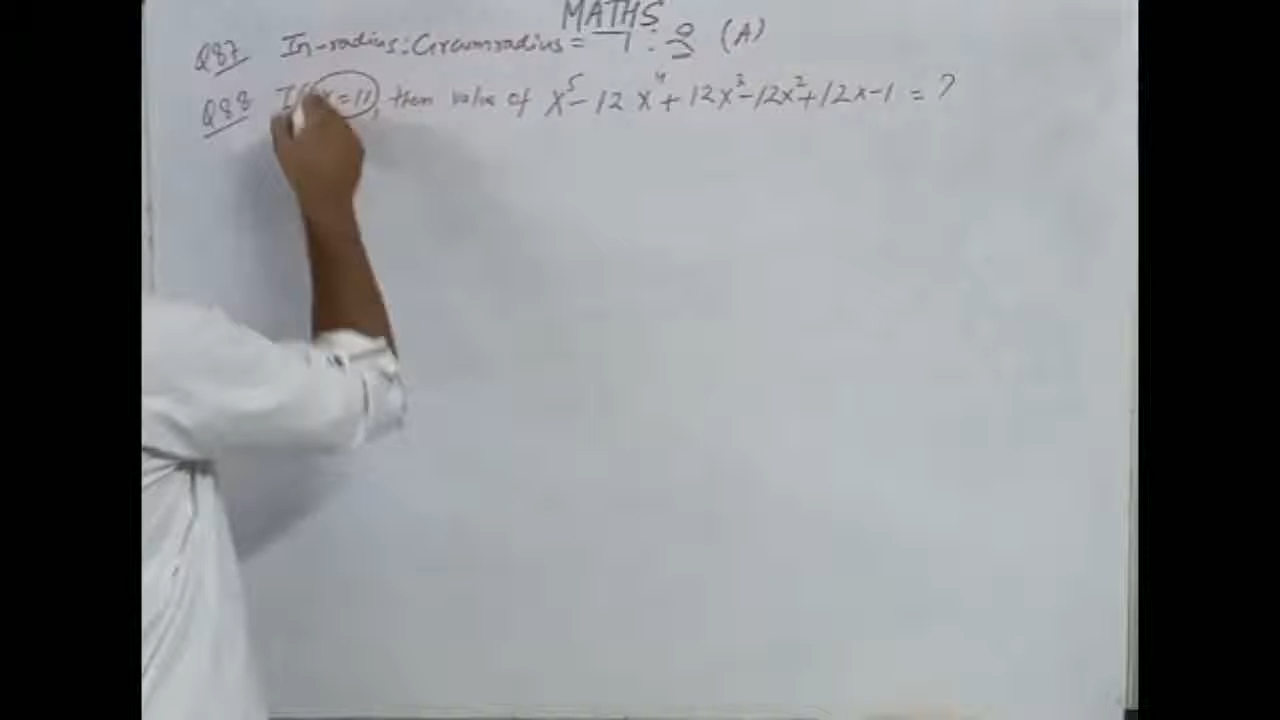 MATHS:
Q87 In-radius:Circumradius = 1:2 (A)
Q88 If x=11, then value of x⁵-12x⁴+12x³-12x²+12x-1 = ?